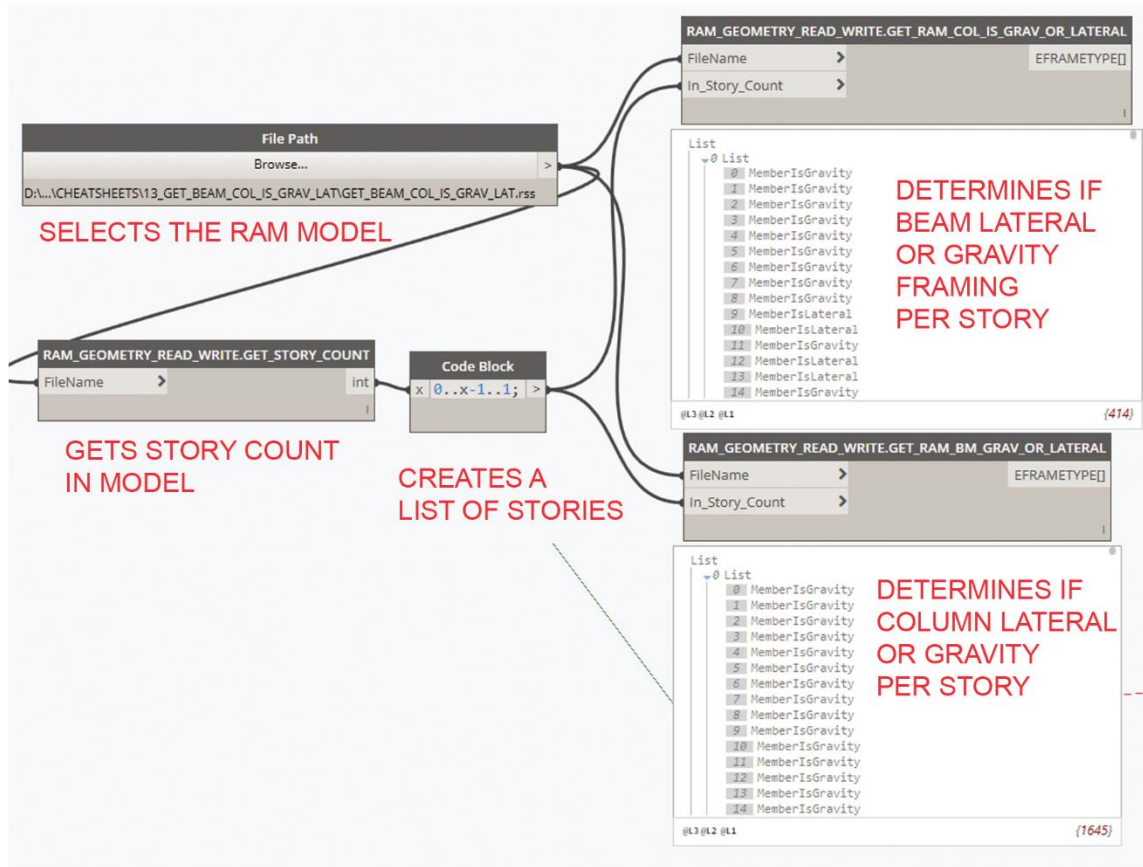 RAM_GEOMETRY_READ_WRITE.GET_RAM_COL_IS_GRAV_OR_LATERAL
FileName >
EFRAMETYPE[]
In_Story_Count >
l
File Path
Browse...
>
D:\...\CHEATSHEETS\13_GET_BEAM_COL_IS_GRAV_LAT\GET_BEAM_COL_IS_GRAV_LAT.rss
SELECTS THE RAM MODEL
List
0 List
0 MemberIsGravity
1 MemberIsGravity
2 MemberIsGravity
3 MemberIsGravity
4 MemberIsGravity
5 MemberIsGravity
6 MemberIsGravity
7 MemberIsGravity
8 MemberIsGravity
9 MemberIsLateral
10 MemberIsLateral
11 MemberIsGravity
12 MemberIsLateral
13 MemberIsLateral
14 MemberIsGravity
@L3 @L2 @L1
{414}
DETERMINES IF
BEAM LATERAL
OR GRAVITY
FRAMING
PER STORY
RAM_GEOMETRY_READ_WRITE.GET_STORY_COUNT
FileName >
int
l
GETS STORY COUNT
IN MODEL
Code Block
x 0..x-1..1; >
CREATES A
LIST OF STORIES
RAM_GEOMETRY_READ_WRITE.GET_RAM_BM_GRAV_OR_LATERAL
FileName >
EFRAMETYPE[]
In_Story_Count >
l
List
0 List
0 MemberIsGravity
1 MemberIsGravity
2 MemberIsGravity
3 MemberIsGravity
4 MemberIsGravity
5 MemberIsGravity
6 MemberIsGravity
7 MemberIsGravity
8 MemberIsGravity
9 MemberIsGravity
10 MemberIsGravity
11 MemberIsGravity
12 MemberIsGravity
13 MemberIsGravity
14 MemberIsGravity
@L3 @L2 @L1
{1645}
DETERMINES IF
COLUMN LATERAL
OR GRAVITY
PER STORY